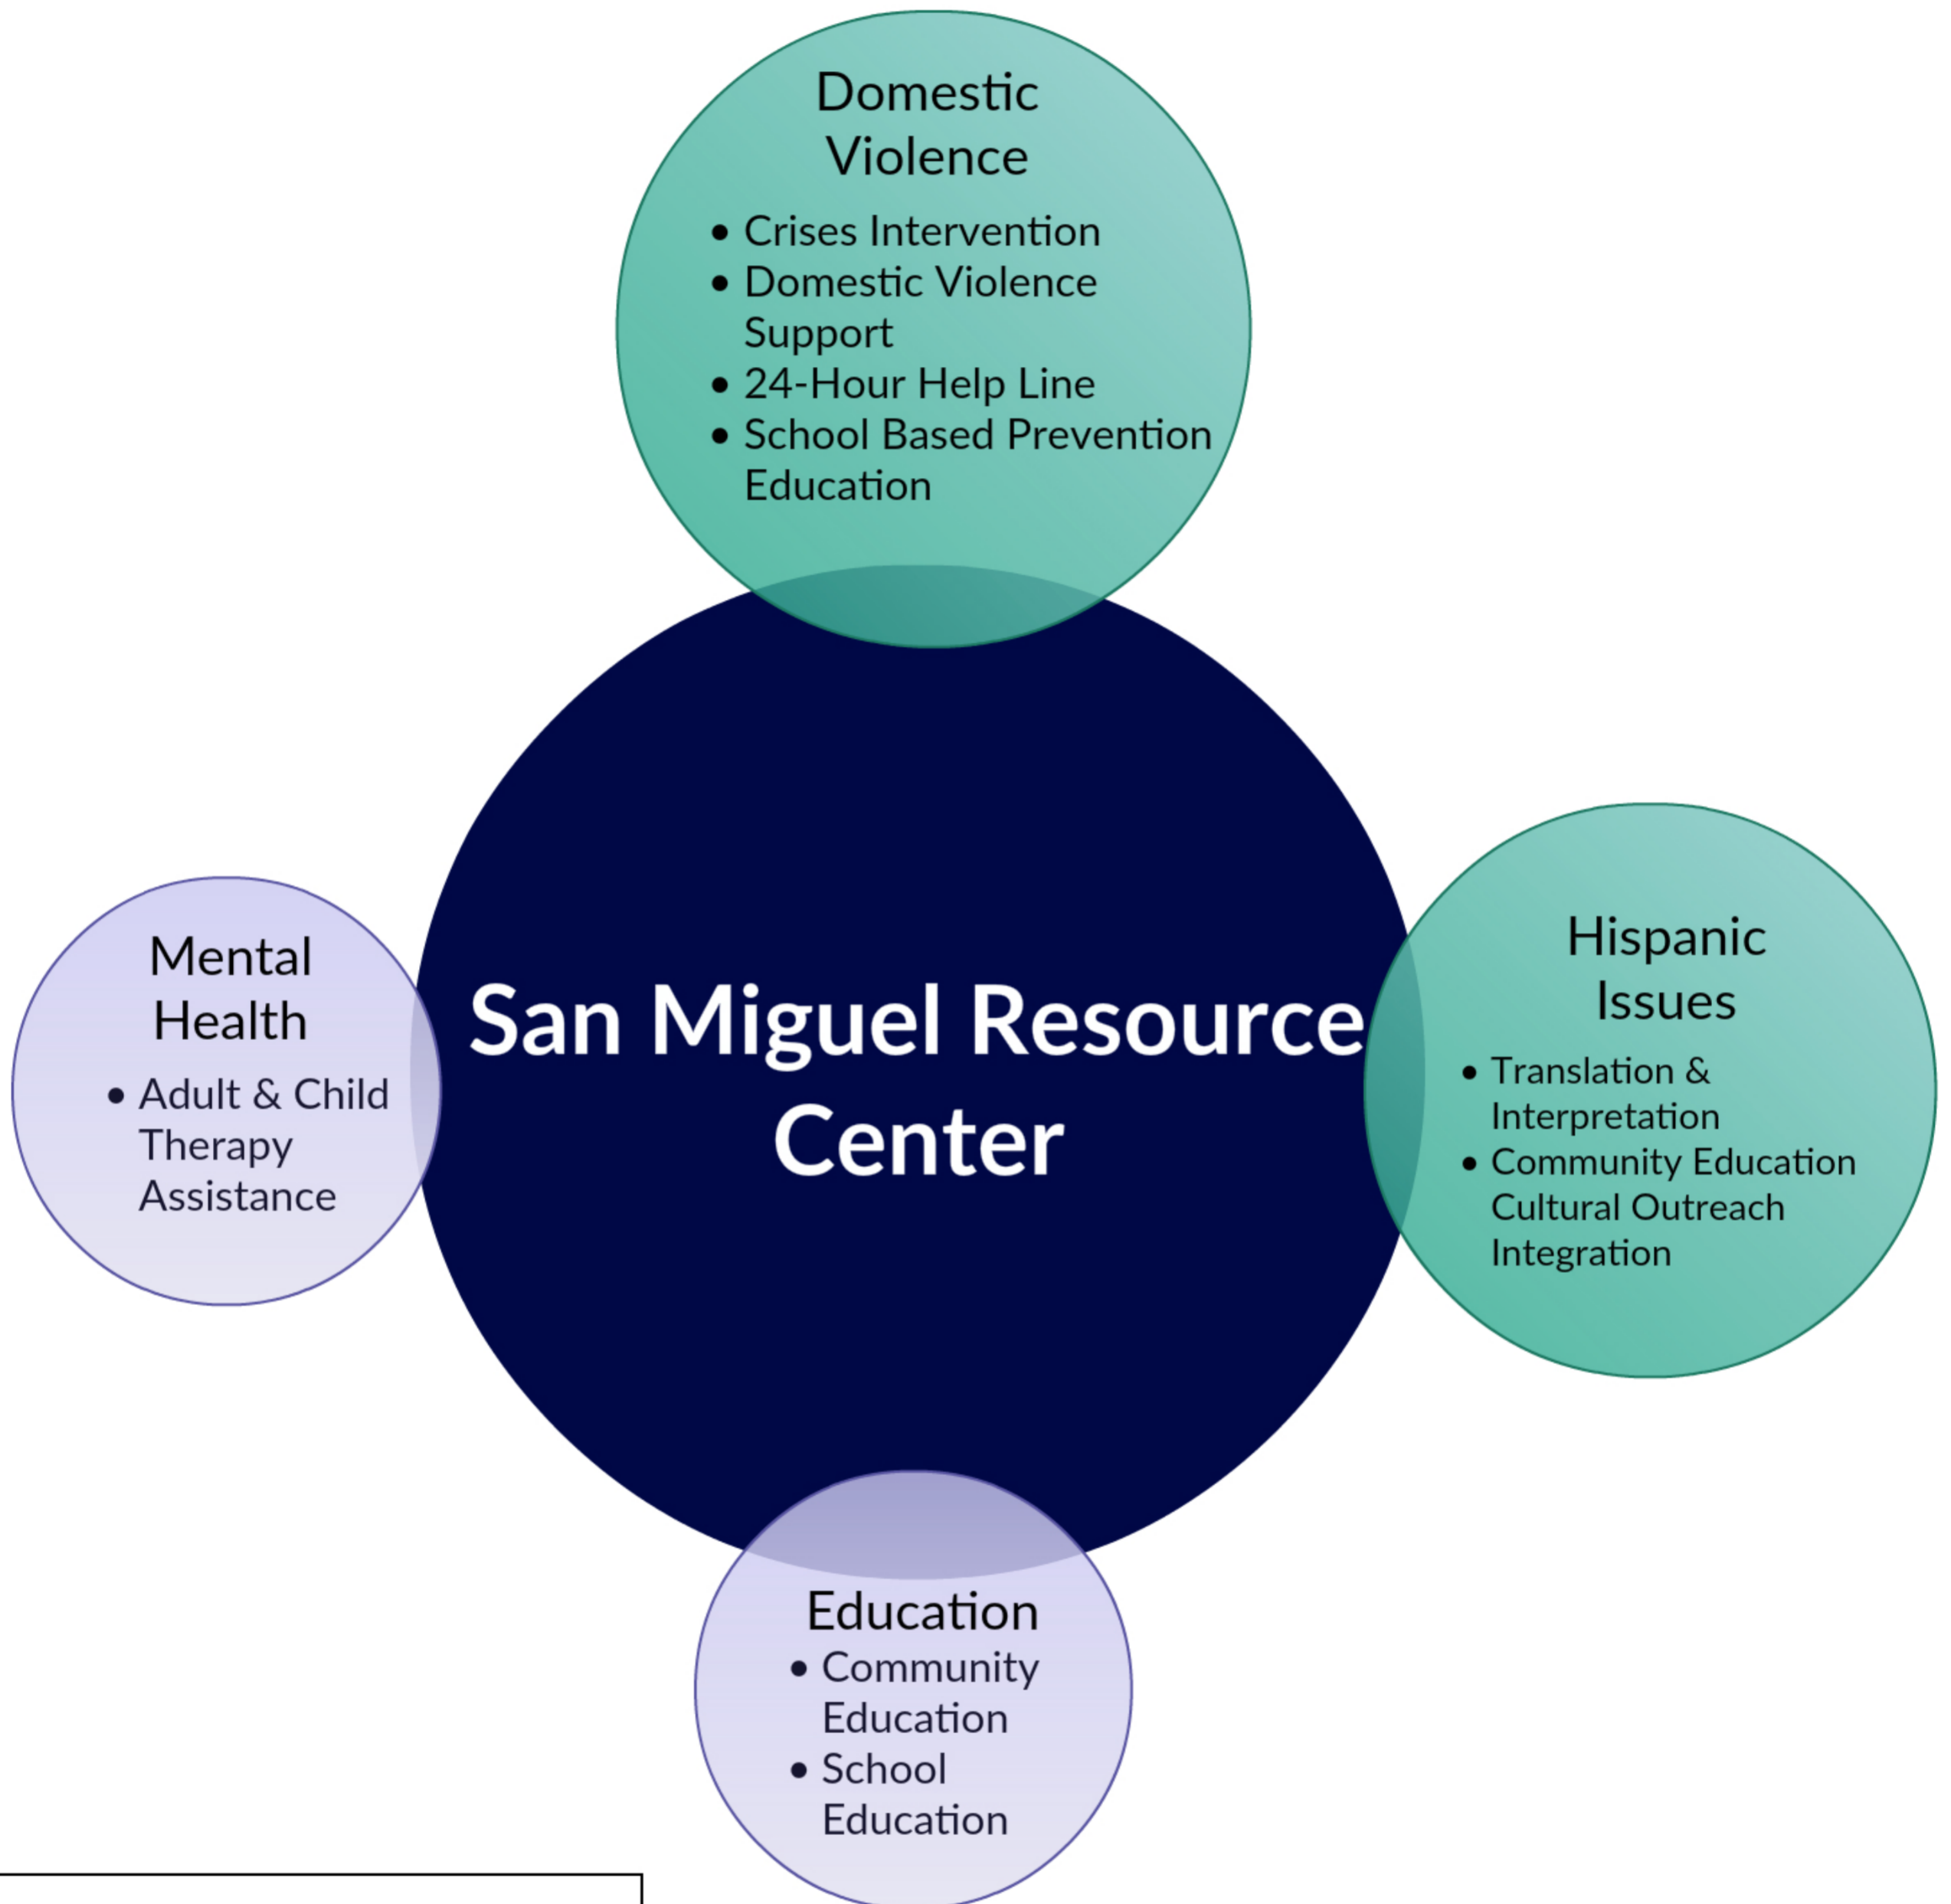 Domestic
Violence
• Crises Intervention
• Domestic Violence
Support
• 24-Hour Help Line
• School Based Prevention
Education
Mental
Health
• Adult & Child
Therapy
Assistance
San Miguel Resource
Center
Hispanic
Issues
• Translation &
Interpretation
• Community Education
Cultural Outreach
Integration
Education
• Community
Education
• School
Education